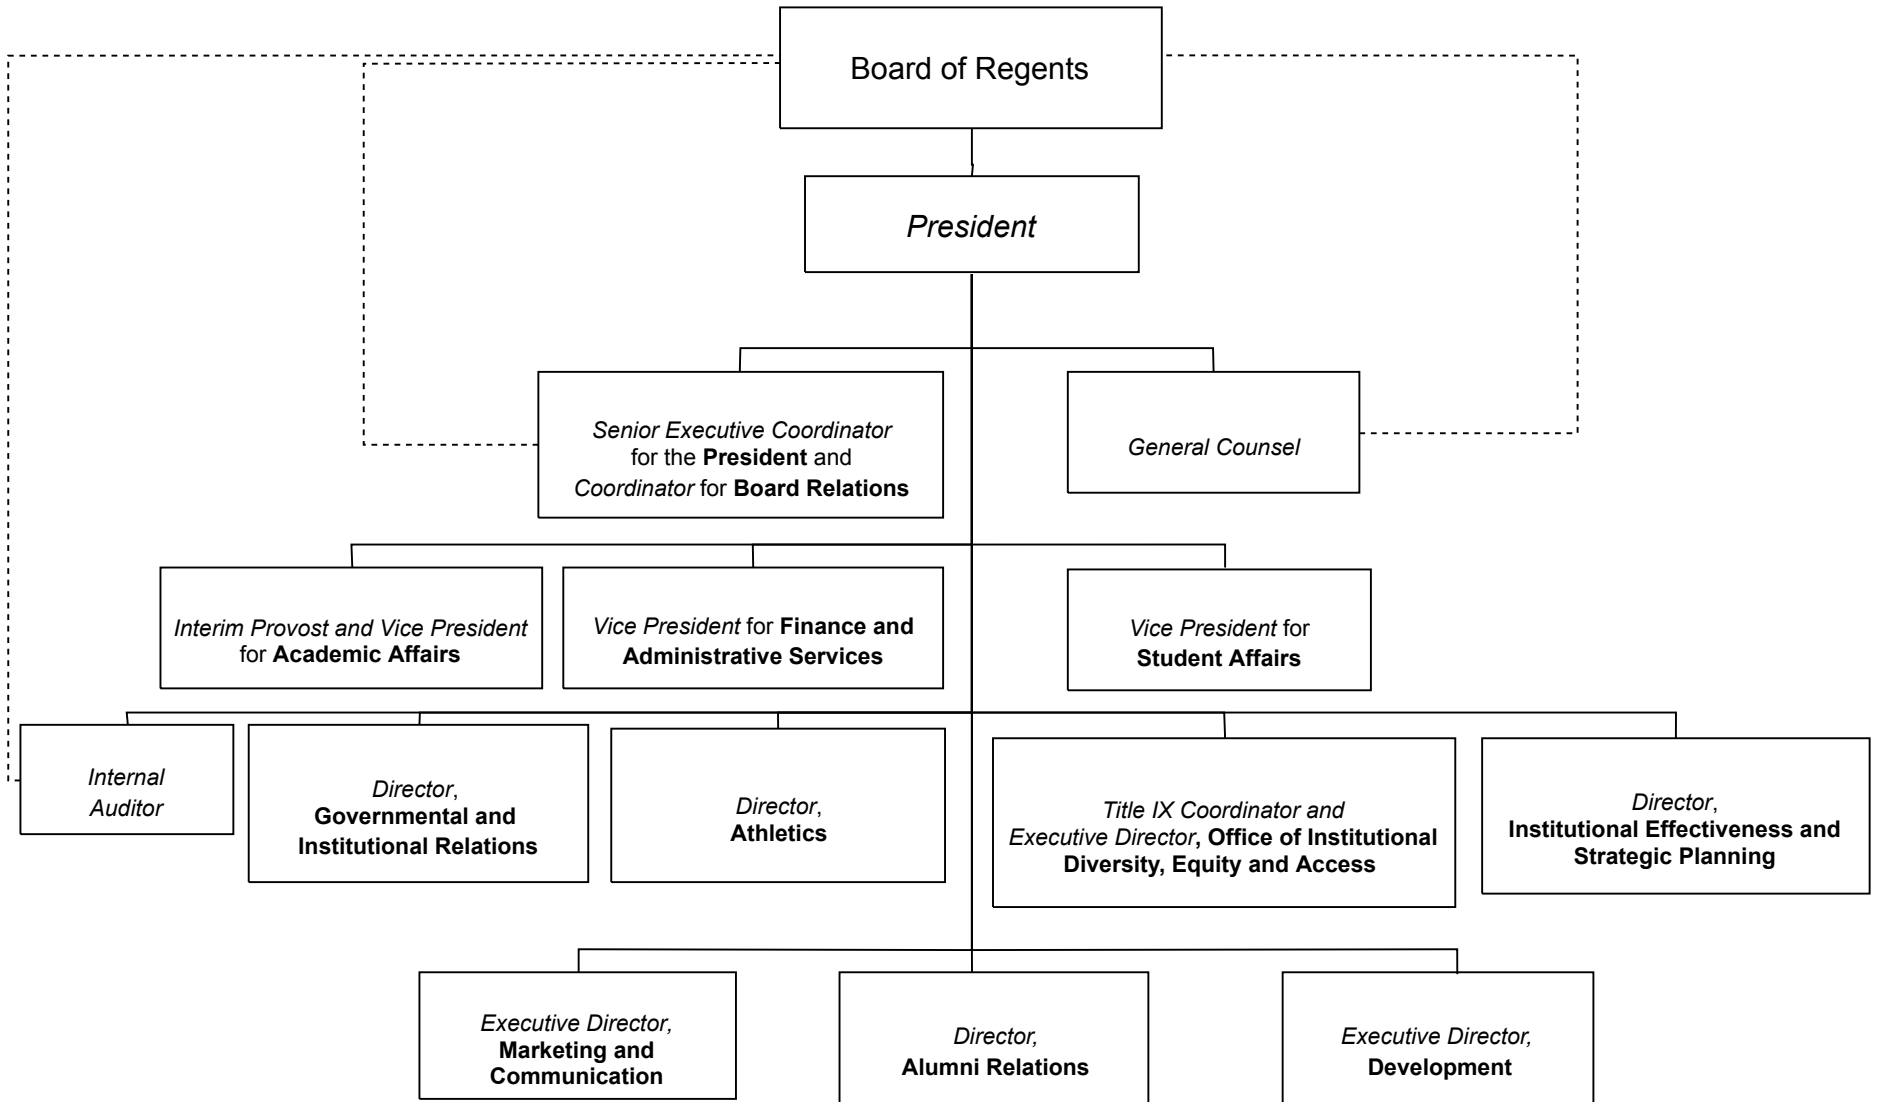 Board of Regents
President
Senior Executive Coordinator
for the President and
Coordinator for Board Relations
General Counsel
Interim Provost and Vice President
for Academic Affairs
Vice President for Finance and
Administrative Services
Vice President for
Student Affairs
Internal
Auditor
Director,
Governmental and
Institutional Relations
Director,
Athletics
Title IX Coordinator and
Executive Director, Office of Institutional
Diversity, Equity and Access
Director,
Institutional Effectiveness and
Strategic Planning
Executive Director,
Marketing and
Communication
Director,
Alumni Relations
Executive Director,
Development